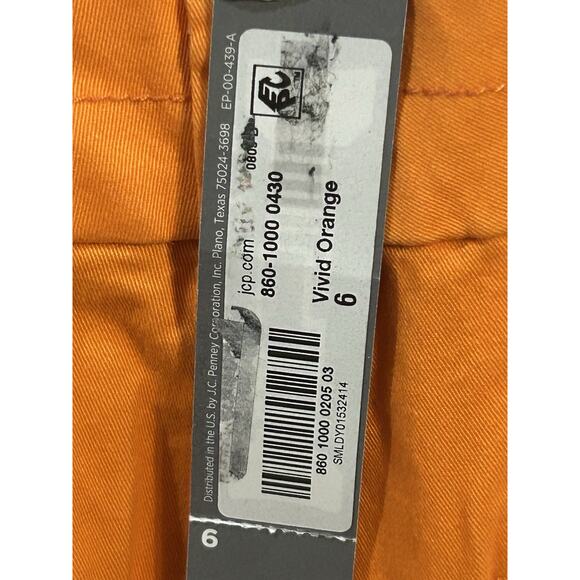 EP-00-439-A
Distributed in the U.S. by J.C. Penney Corporation, Inc. Plano, Texas 75024-3698
EPC
jcp.com
860-1000 0430
Vivid Orange
6
860 1000 0205 03
SMLDY01532414
6